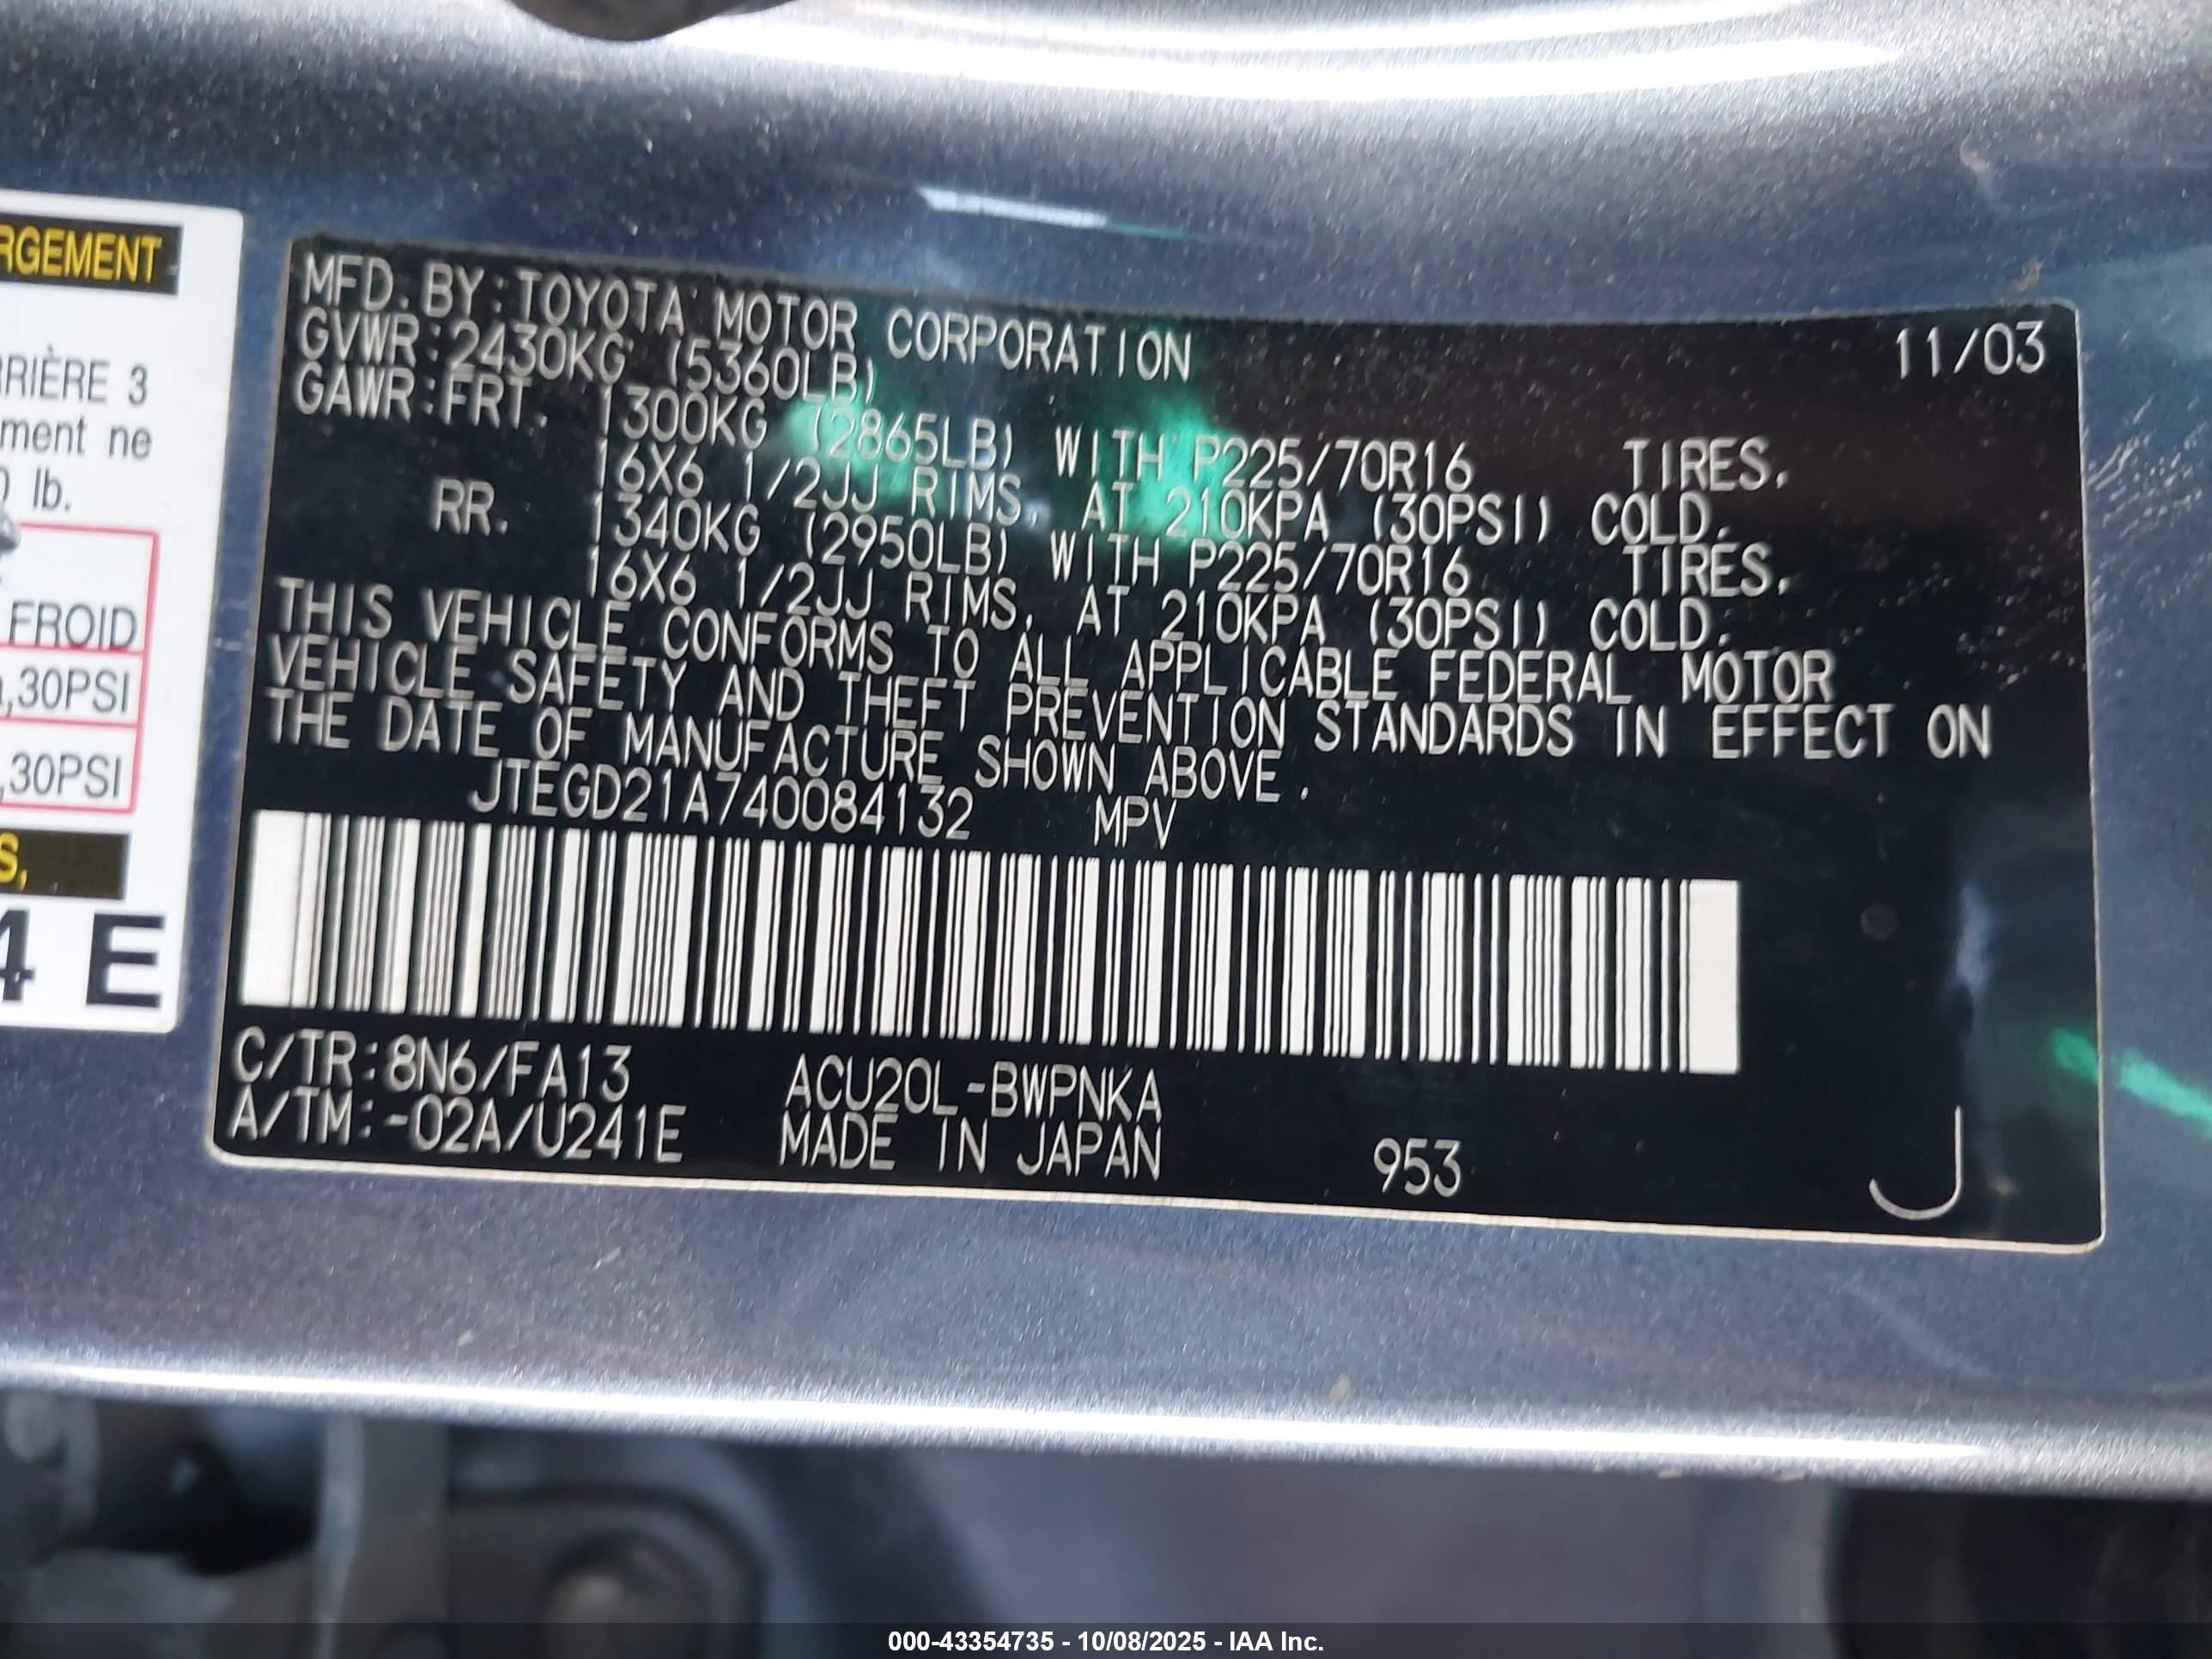 RGEMENT
RRIÈRE 3
ment ne
lb.
FROID
,30PSI
,30PSI
S,
4 E
MFD. BY: TOYOTA MOTOR CORPORATION 11/03
GVWR: 2430KG (5360LB)
GAWR: FRT. 1300KG (2865LB) WITH P225/70R16 TIRES,
16X6 1/2JJ RIMS, AT 210KPA (30PSI) COLD.
RR. 1340KG (2950LB) WITH P225/70R16 TIRES,
16X6 1/2JJ RIMS, AT 210KPA (30PSI) COLD.
THIS VEHICLE CONFORMS TO ALL APPLICABLE FEDERAL MOTOR
VEHICLE SAFETY AND THEFT PREVENTION STANDARDS IN EFFECT ON
THE DATE OF MANUFACTURE SHOWN ABOVE.
JTEGD21A740084132 MPV
C/TR: 8N6/FA13 ACU20L-BWPNKA
A/TM: -02A/U241E MADE IN JAPAN 953 J
000-43354735 - 10/08/2025 - IAA Inc.